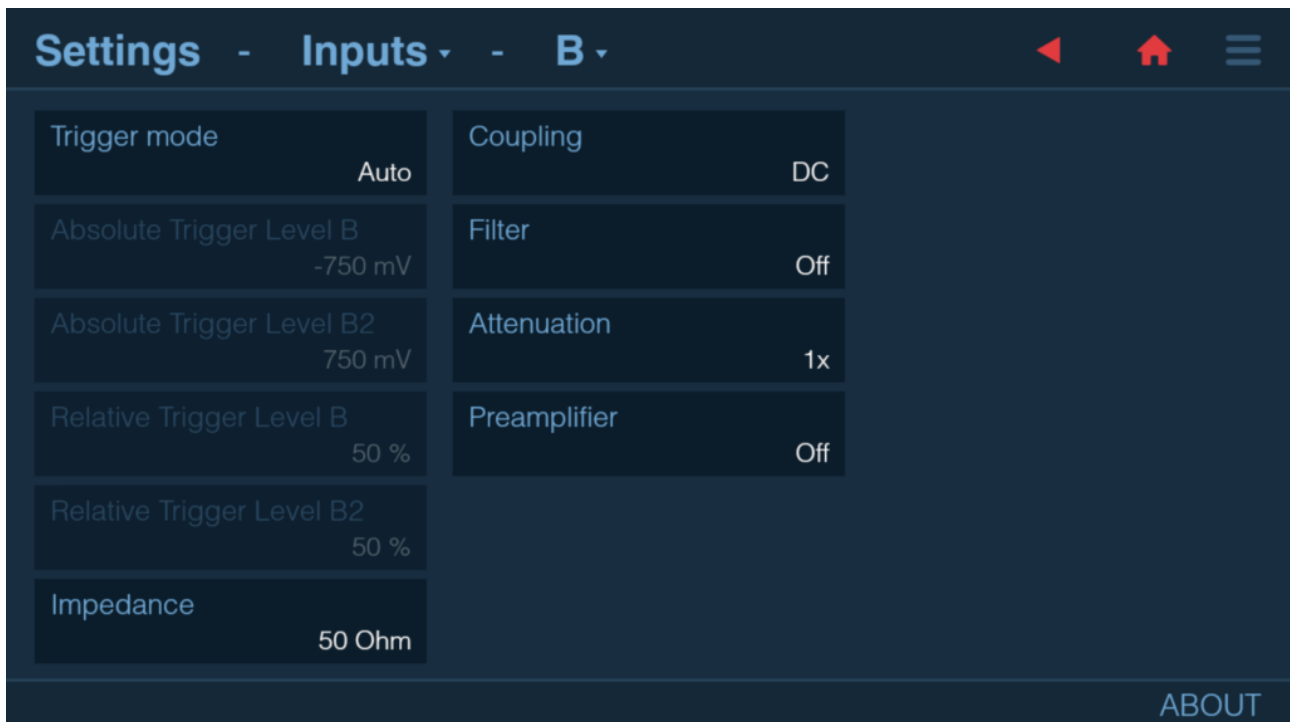 Settings - Inputs - B
Trigger mode
Auto
Absolute Trigger Level B
-750 mV
Absolute Trigger Level B2
750 mV
Relative Trigger Level B
50 %
Relative Trigger Level B2
50 %
Impedance
50 Ohm
Coupling
DC
Filter
Off
Attenuation
1x
Preamplifier
Off
ABOUT